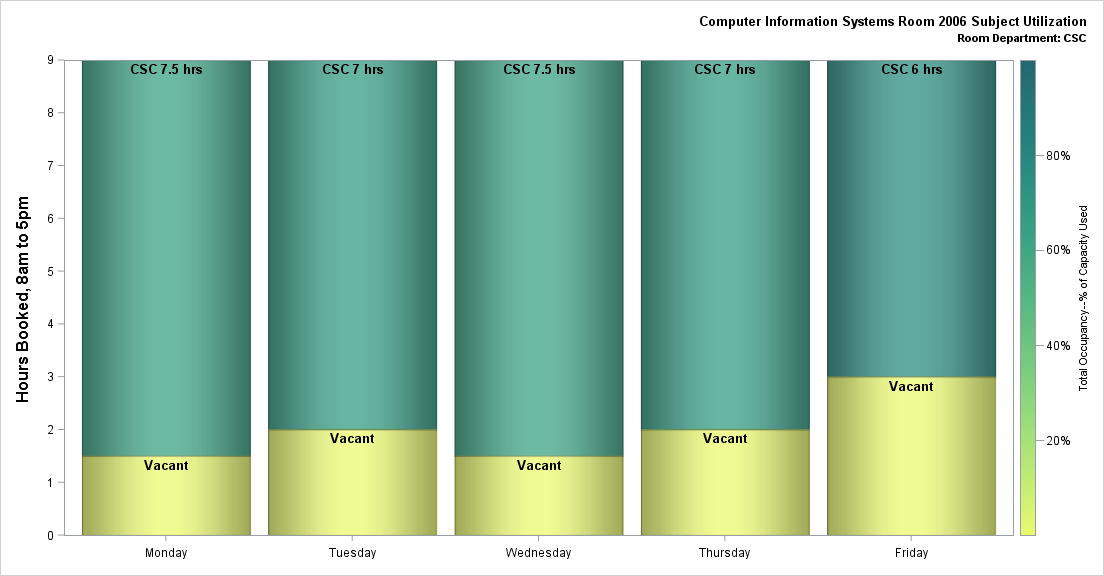 Computer Information Systems Room 2006 Subject Utilization
Room Department: CSC
Hours Booked, 8am to 5pm
9
8
7
6
5
4
3
2
1
0
CSC 7.5 hrs
CSC 7 hrs
CSC 7.5 hrs
CSC 7 hrs
CSC 6 hrs
Vacant
Vacant
Vacant
Vacant
Vacant
Monday
Tuesday
Wednesday
Thursday
Friday
80%
60%
40%
20%
Total Occupancy--% of Capacity Used